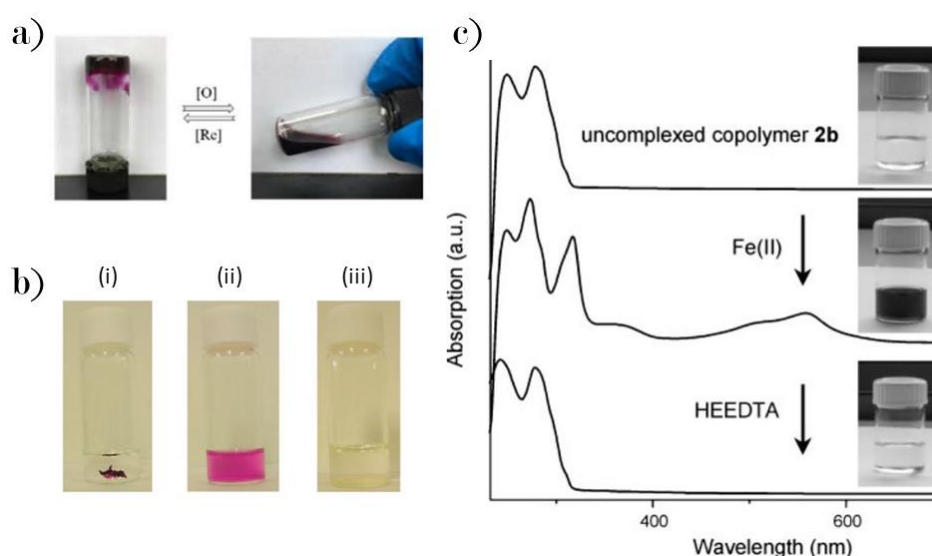 a)
[O]
[Re]
b)
(i)
(ii)
(iii)
c)
uncomplexed copolymer 2b
Fe(II)
HEEDTA
Absorption (a.u.)
400
600
Wavelength (nm)